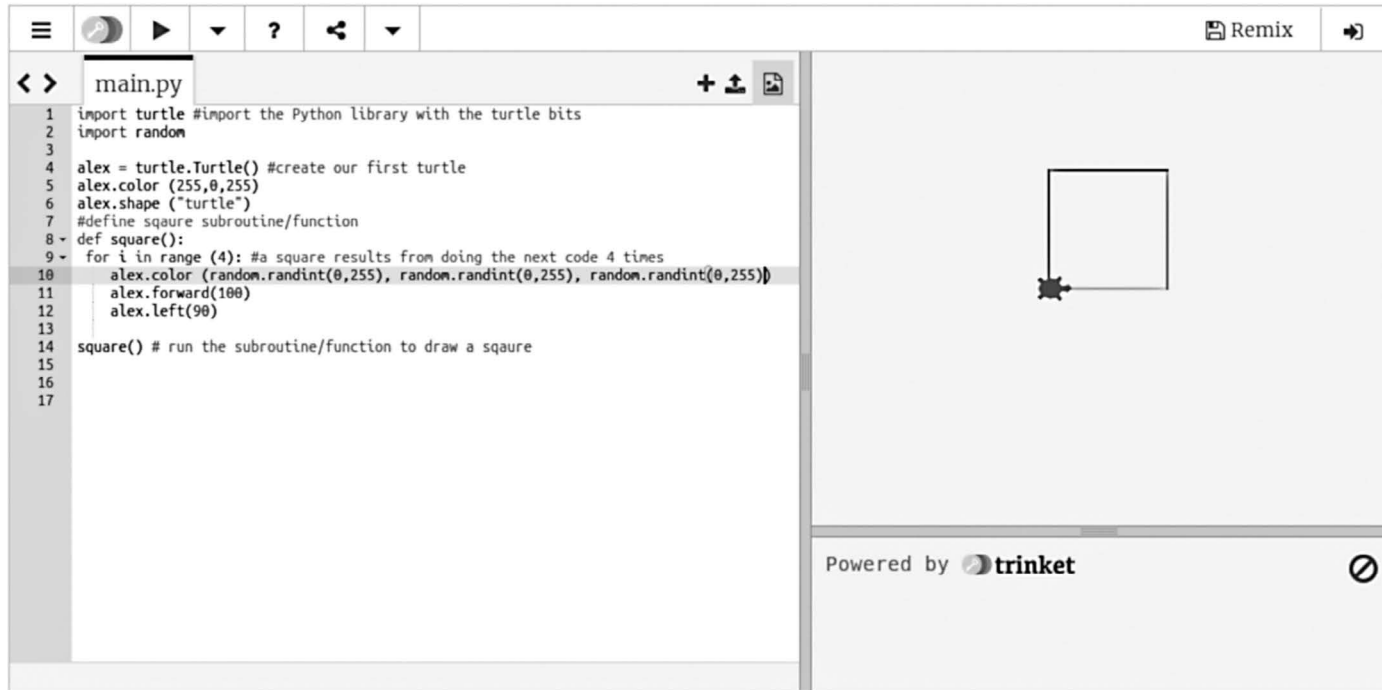 ?
Remix
main.py
1 import turtle #import the Python library with the turtle bits
2 import random
3
4 alex = turtle.Turtle() #create our first turtle
5 alex.color (255,0,255)
6 alex.shape ("turtle")
7 #define sqaure subroutine/function
8 def square():
9 for i in range (4): #a square results from doing the next code 4 times
10 alex.color (random.randint(0,255), random.randint(0,255), random.randint(0,255))
11 alex.forward(100)
12 alex.left(90)
13
14 square() # run the subroutine/function to draw a sqaure
15
16
17
Powered by trinket